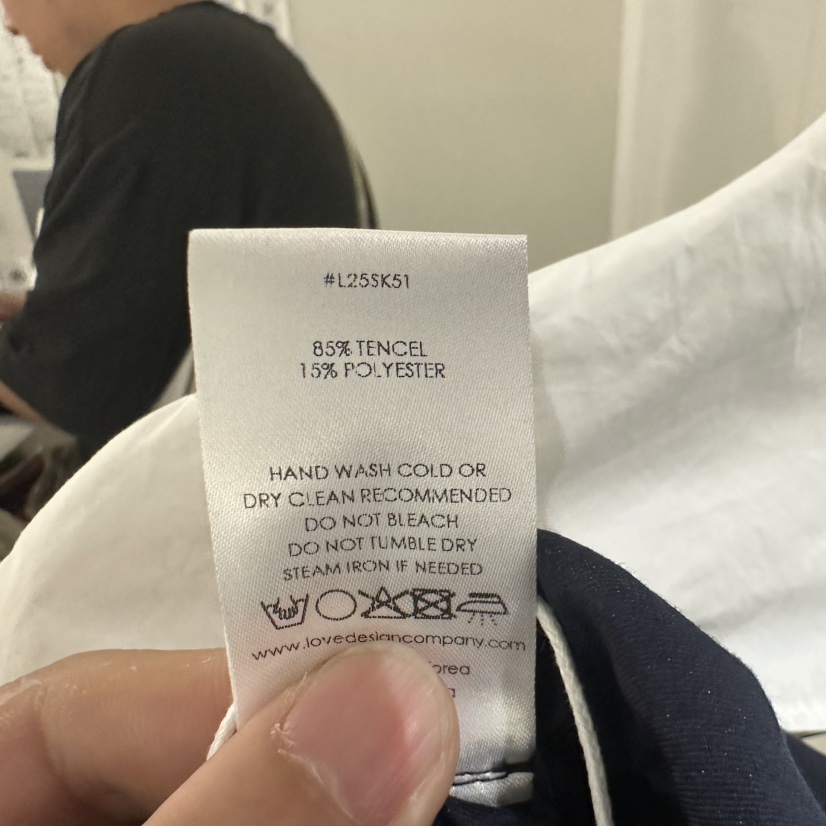 #L25SK51
85% TENCEL
15% POLYESTER
HAND WASH COLD OR
DRY CLEAN RECOMMENDED
DO NOT BLEACH
DO NOT TUMBLE DRY
STEAM IRON IF NEEDED
www.lovedesigncompany.com